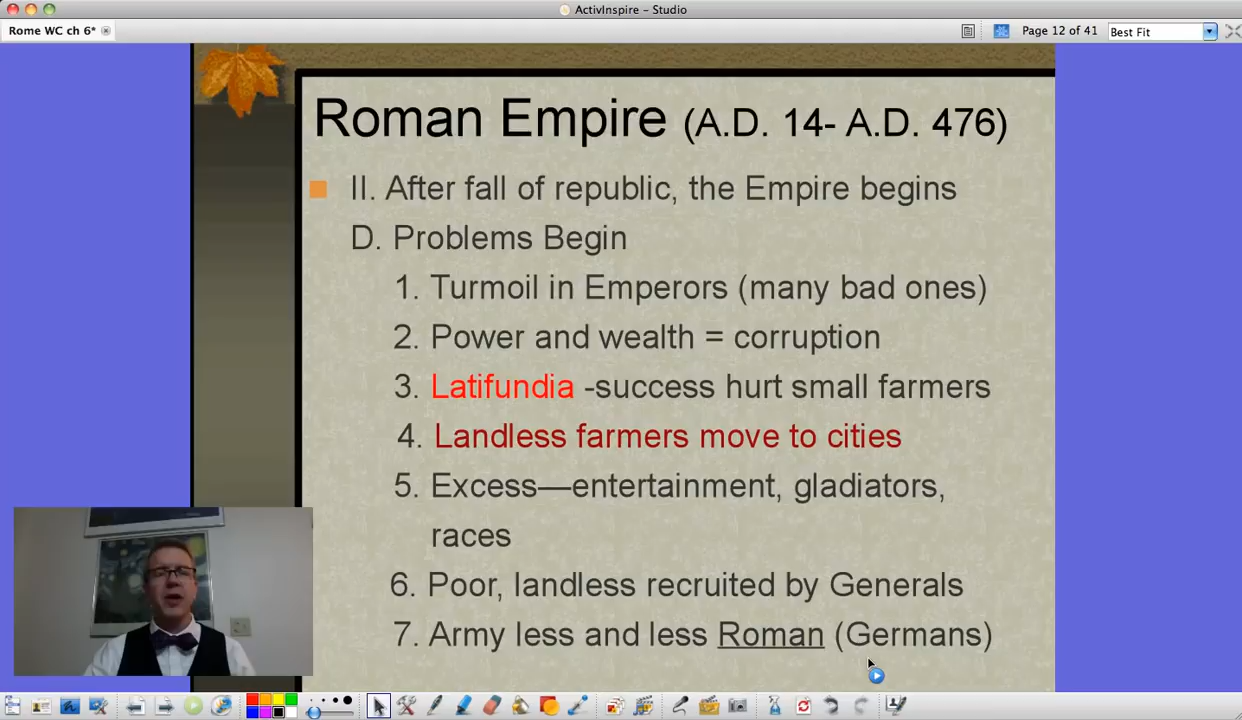 ActivInspire – Studio
Rome WC ch 6*
Page 12 of 41
Best Fit
Roman Empire (A.D. 14- A.D. 476)
II. After fall of republic, the Empire begins
D. Problems Begin
1. Turmoil in Emperors (many bad ones)
2. Power and wealth = corruption
3. Latifundia -success hurt small farmers
4. Landless farmers move to cities
5. Excess—entertainment, gladiators,
races
6. Poor, landless recruited by Generals
7. Army less and less Roman (Germans)